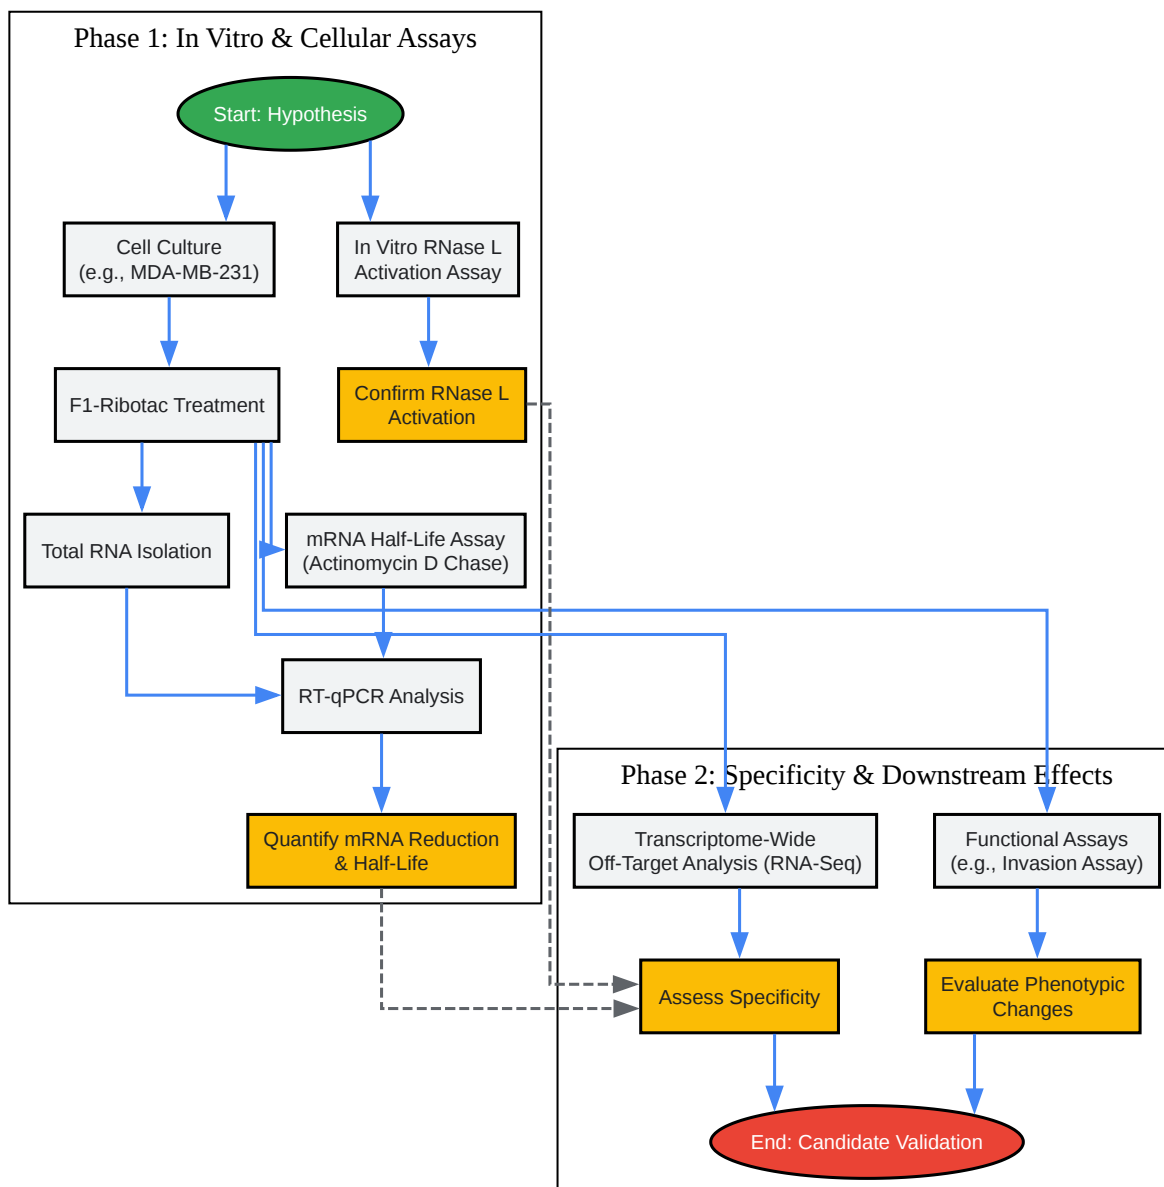 Phase 1: In Vitro & Cellular Assays
Start: Hypothesis
Cell Culture
(e.g., MDA-MB-231)
In Vitro RNase L
Activation Assay
F1-Ribotac Treatment
Confirm RNase L
Activation
Total RNA Isolation
mRNA Half-Life Assay
(Actinomycin D Chase)
RT-qPCR Analysis
Quantify mRNA Reduction
& Half-Life
Phase 2: Specificity & Downstream Effects
Transcriptome-Wide
Off-Target Analysis (RNA-Seq)
Functional Assays
(e.g., Invasion Assay)
Assess Specificity
Evaluate Phenotypic
Changes
End: Candidate Validation